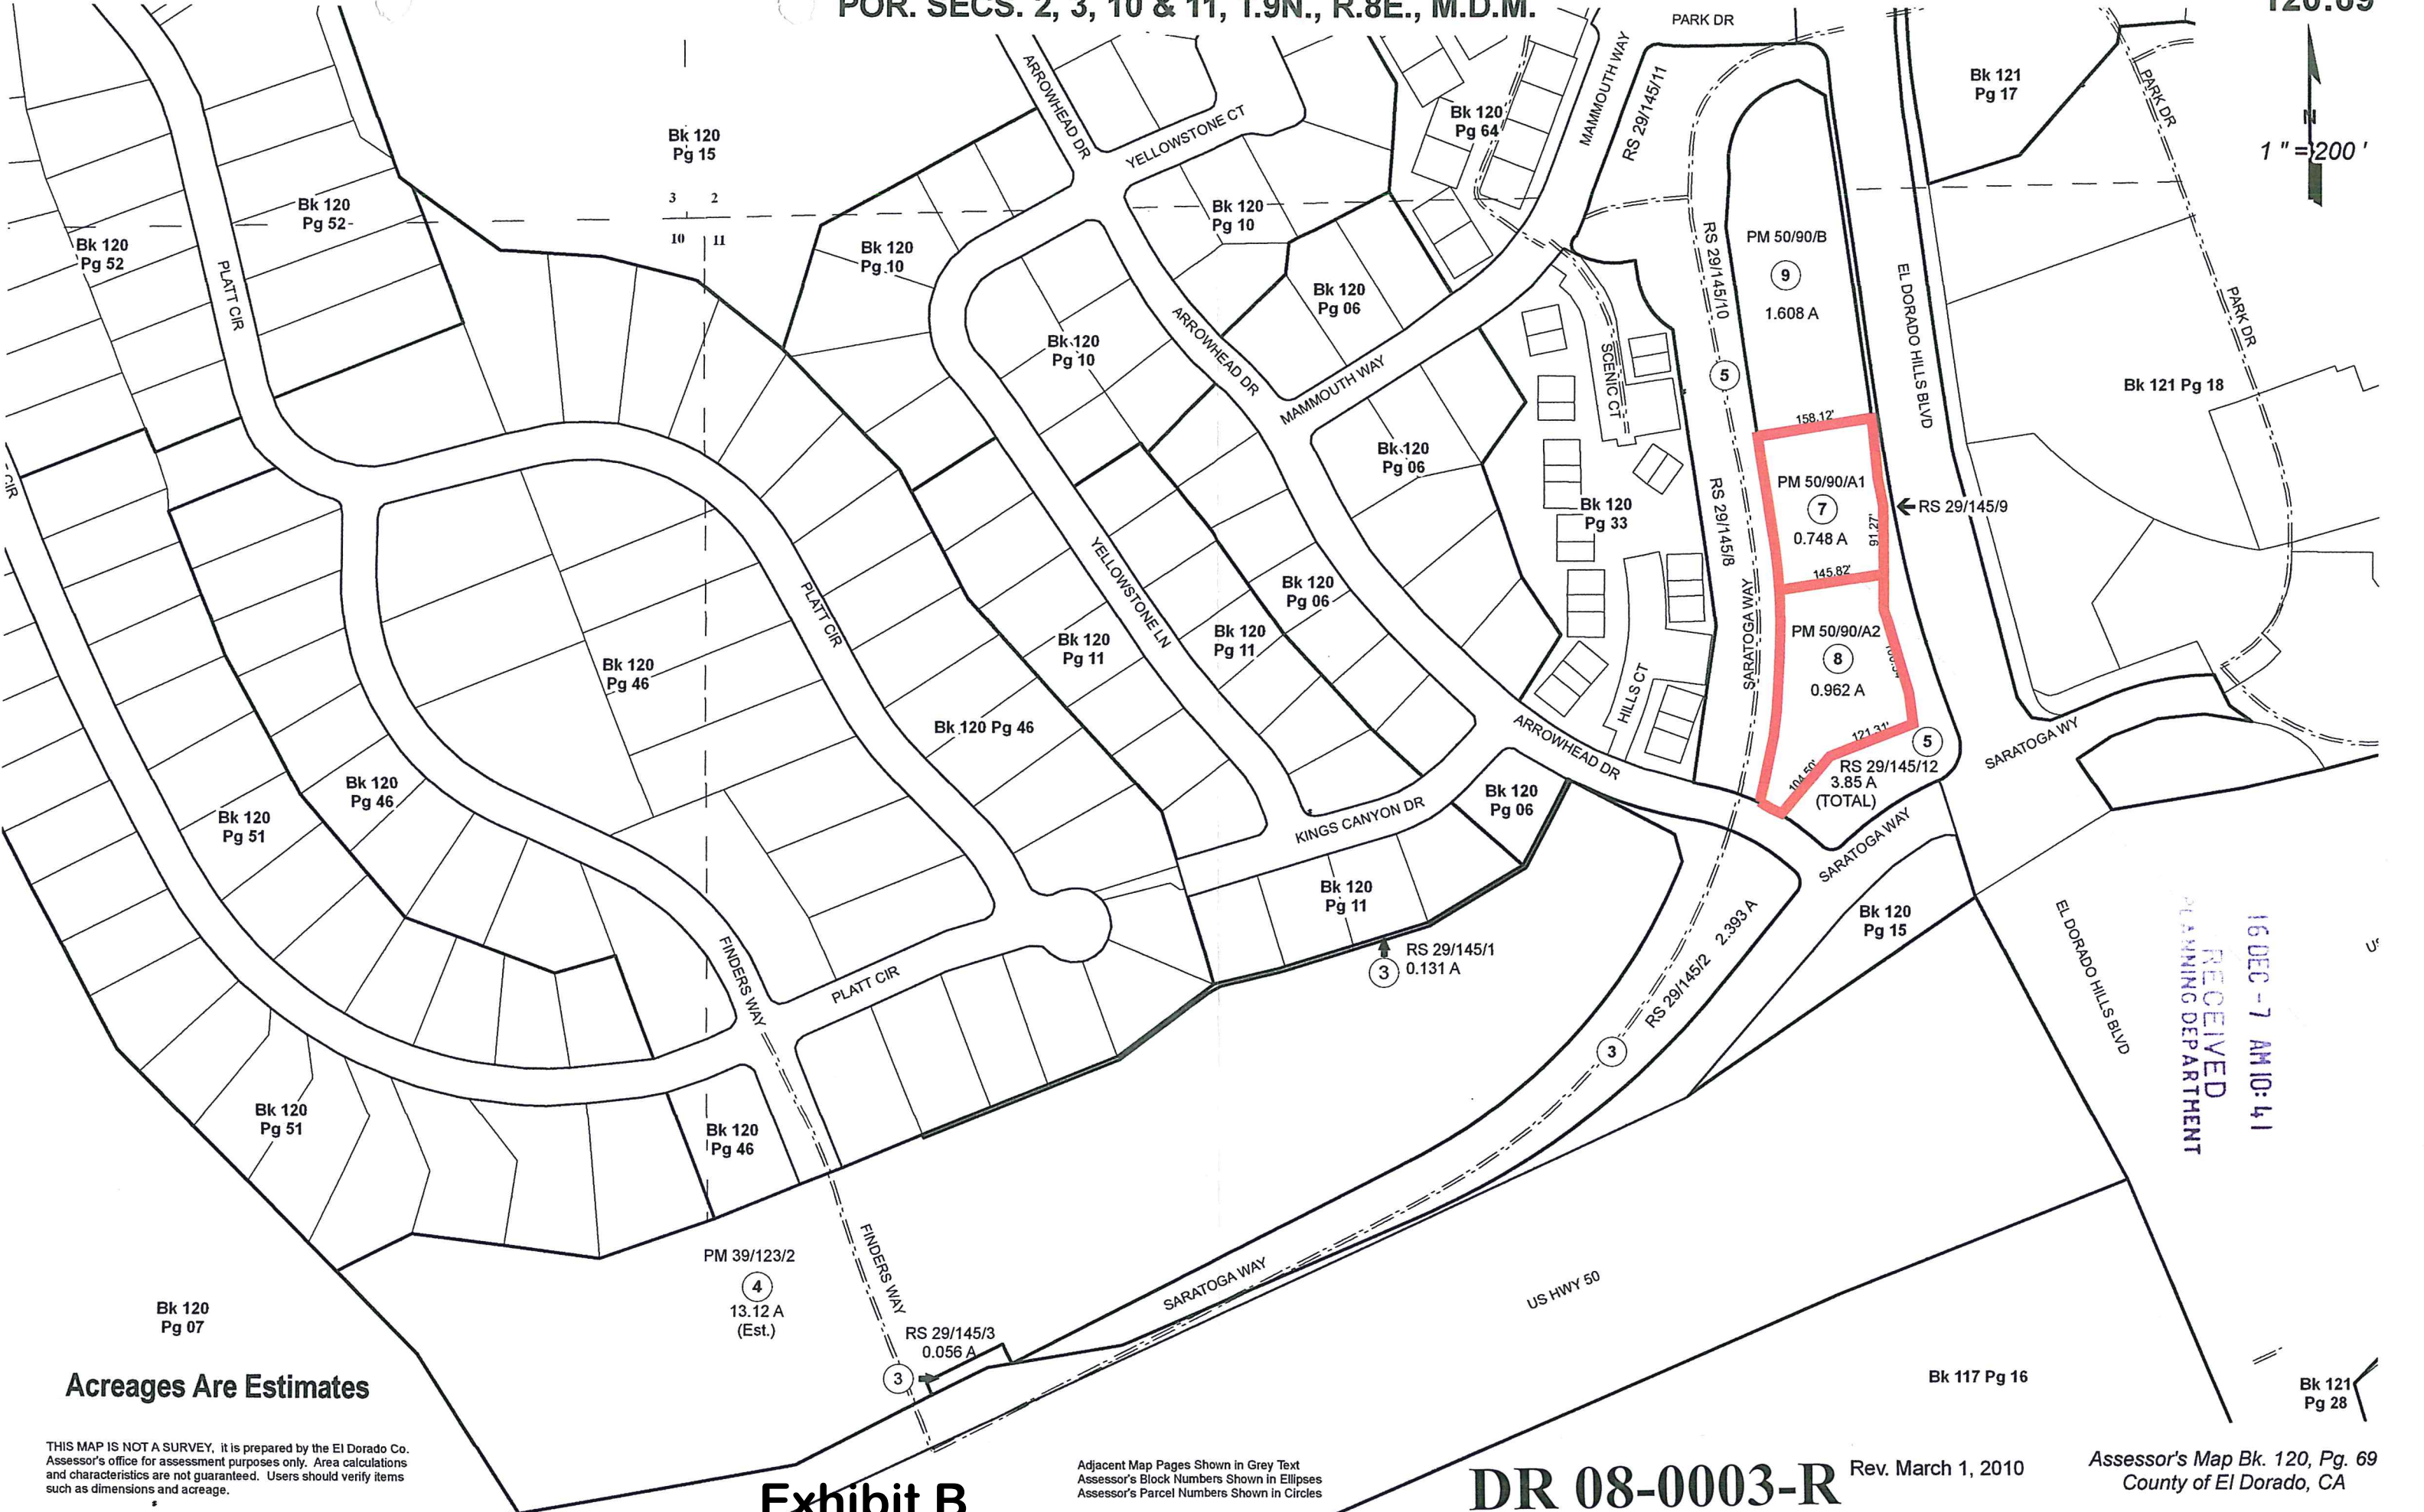 POR. SECS. 2, 3, 10 & 11, T.9N., R.8E., M.D.M.
120:69
PARK DR
MAMMOUTH WAY
RS 29/145/11
ARROWHEAD DR
YELLOWSTONE CT
Bk 120
Pg 64
Bk 121
Pg 17
PARK DR
N
1 " = 200 '
Bk 120
Pg 15
3 2
10 11
Bk 120
Pg 52
Bk 120
Pg 52
PLATT CIR
Bk 120
Pg 10
Bk 120
Pg 10
Bk 120
Pg 06
Bk 120
Pg 10
ARROWHEAD DR
MAMMOUTH WAY
SCENIC CT
RS 29/145/10
PM 50/90/B
9
1.608 A
EL DORADO HILLS BLVD
PARK DR
Bk 121 Pg 18
5
158.12'
Bk 120
Pg 06
Bk 120
Pg 33
RS 29/145/8
PM 50/90/A1
7
0.748 A
91.27'
RS 29/145/9
145.82'
CIR
YELLOWSTONE LN
PLATT CIR
Bk 120
Pg 06
Bk 120
Pg 11
Bk 120
Pg 11
SARATOGA WAY
PM 50/90/A2
8
0.962 A
121.31'
104.50'
5
RS 29/145/12
3.85 A
(TOTAL)
Bk 120
Pg 46
Bk 120 Pg 46
HILLS CT
ARROWHEAD DR
SARATOGA WY
SARATOGA WAY
Bk 120
Pg 46
Bk 120
Pg 51
KINGS CANYON DR
Bk 120
Pg 06
Bk 120
Pg 11
RS 29/145/1
3
0.131 A
Bk 120
Pg 15
EL DORADO HILLS BLVD
RS 29/145/2 2.393 A
3
FINDERS WAY
PLATT CIR
16 DEC -7 AM 10:41
RECEIVED
PLANNING DEPARTMENT
Bk 120
Pg 51
Bk 120
Pg 46
PM 39/123/2
4
13.12 A
(Est.)
FINDERS WAY
RS 29/145/3
0.056 A
3
SARATOGA WAY
US HWY 50
Bk 120
Pg 07
Bk 117 Pg 16
Bk 121
Pg 28
Acreages Are Estimates
THIS MAP IS NOT A SURVEY, it is prepared by the El Dorado Co.
Assessor's office for assessment purposes only. Area calculations
and characteristics are not guaranteed. Users should verify items
such as dimensions and acreage.
Exhibit B
Adjacent Map Pages Shown in Grey Text
Assessor's Block Numbers Shown in Ellipses
Assessor's Parcel Numbers Shown in Circles
DR 08-0003-R
Rev. March 1, 2010
Assessor's Map Bk. 120, Pg. 69
County of El Dorado, CA